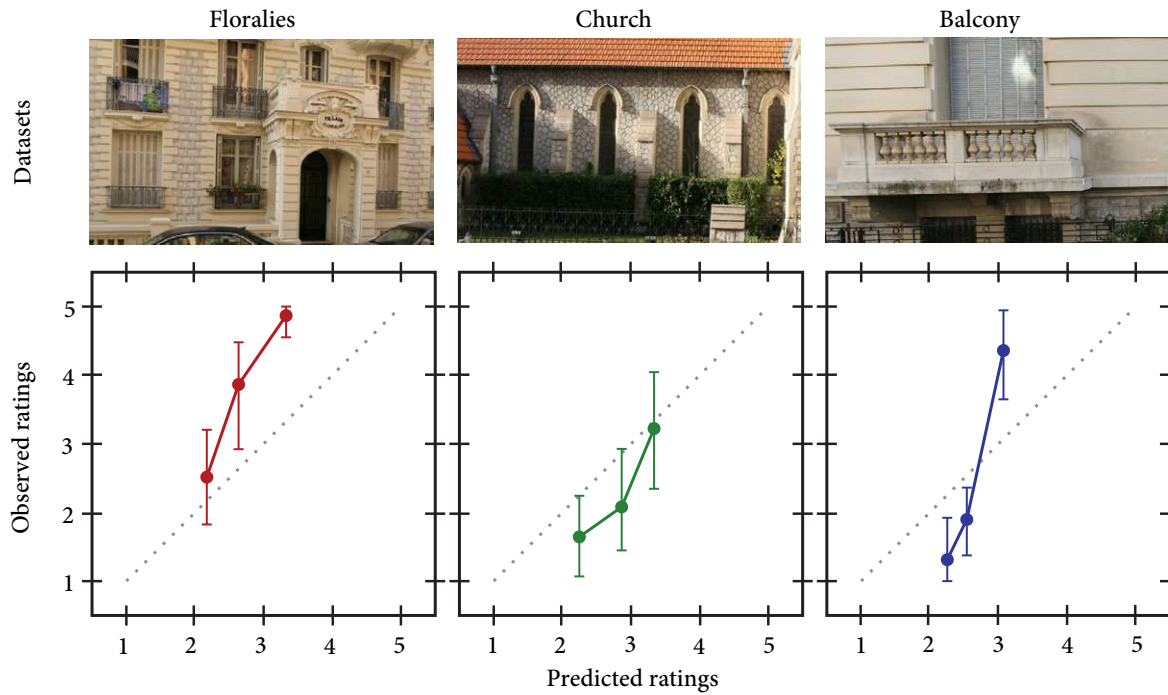 Floralies
Church
Balcony
Datasets
Observed ratings
5
4
3
2
1
1 2 3 4 5
1 2 3 4 5
1 2 3 4 5
Predicted ratings